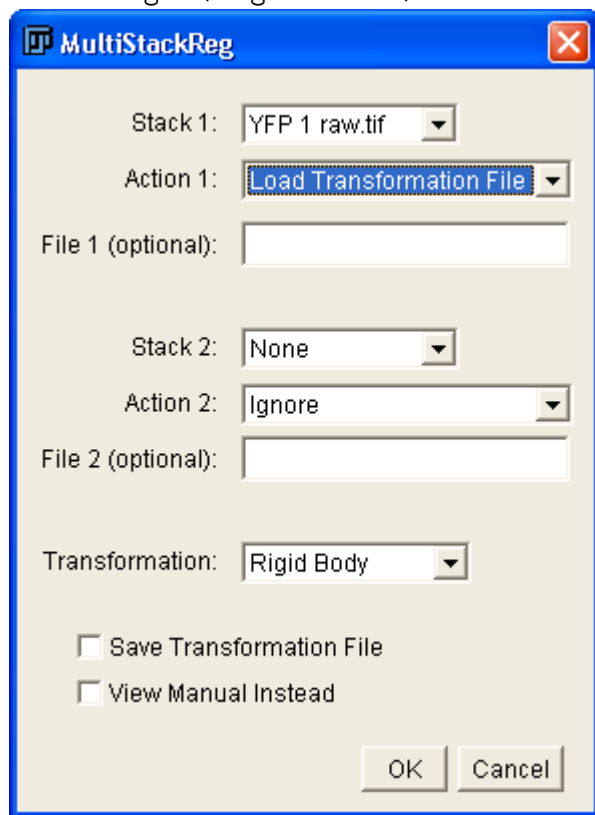 MultiStackReg
Stack 1: YFP 1 raw.tif
Action 1: Load Transformation File
File 1 (optional):
Stack 2: None
Action 2: Ignore
File 2 (optional):
Transformation: Rigid Body
Save Transformation File
View Manual Instead
OK Cancel